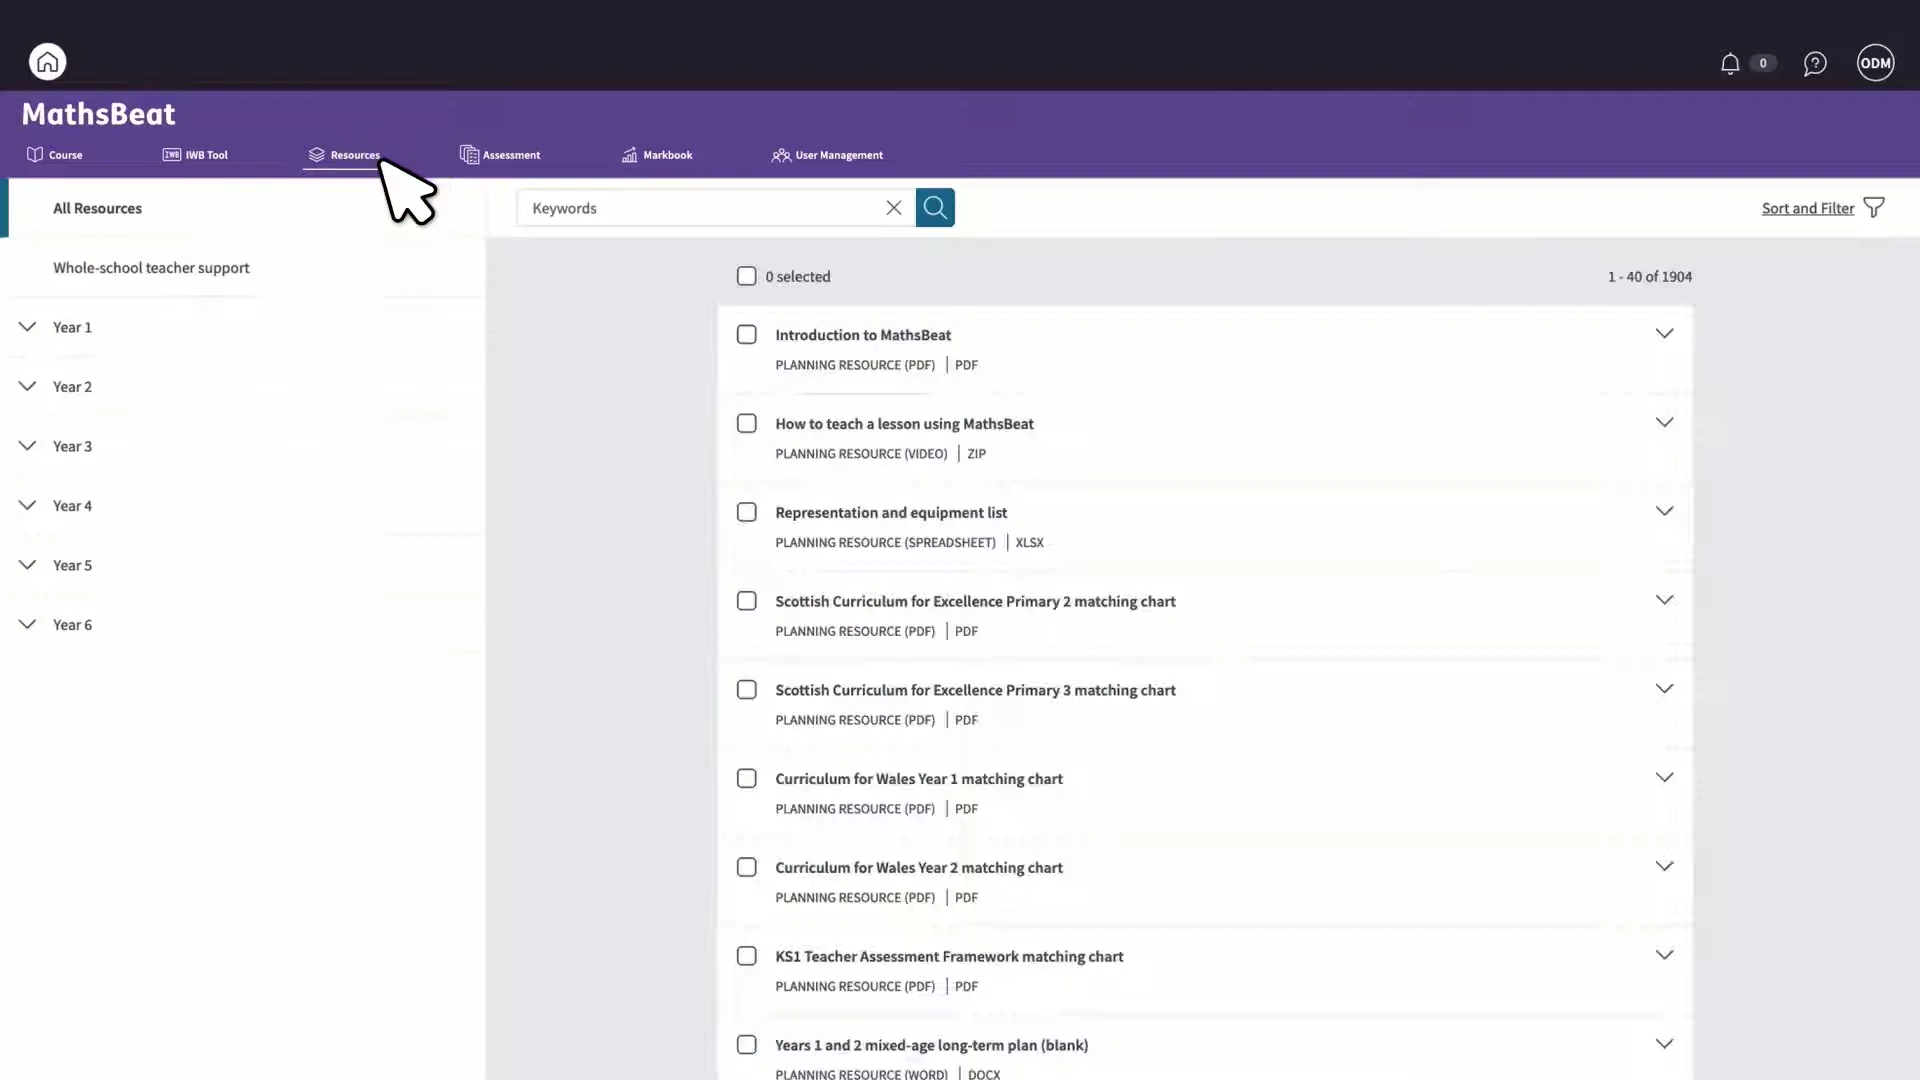 0
ODM
MathsBeat
Course
IWB IWB Tool
Resources
Assessment
Markbook
User Management
All Resources
Keywords
Sort and Filter
Whole-school teacher support
Year 1
Year 2
Year 3
Year 4
Year 5
Year 6
0 selected
1 - 40 of 1904
Introduction to MathsBeat
PLANNING RESOURCE (PDF) | PDF
How to teach a lesson using MathsBeat
PLANNING RESOURCE (VIDEO) | ZIP
Representation and equipment list
PLANNING RESOURCE (SPREADSHEET) | XLSX
Scottish Curriculum for Excellence Primary 2 matching chart
PLANNING RESOURCE (PDF) | PDF
Scottish Curriculum for Excellence Primary 3 matching chart
PLANNING RESOURCE (PDF) | PDF
Curriculum for Wales Year 1 matching chart
PLANNING RESOURCE (PDF) | PDF
Curriculum for Wales Year 2 matching chart
PLANNING RESOURCE (PDF) | PDF
KS1 Teacher Assessment Framework matching chart
PLANNING RESOURCE (PDF) | PDF
Years 1 and 2 mixed-age long-term plan (blank)
PLANNING RESOURCE (WORD) | DOCX